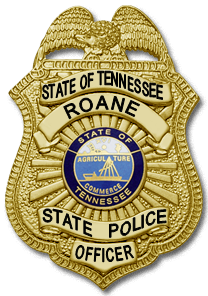 STATE OF TENNESSEE
ROANE
STATE OF
AGRICULTURE
COMMERCE
TENNESSEE
STATE POLICE
OFFICER